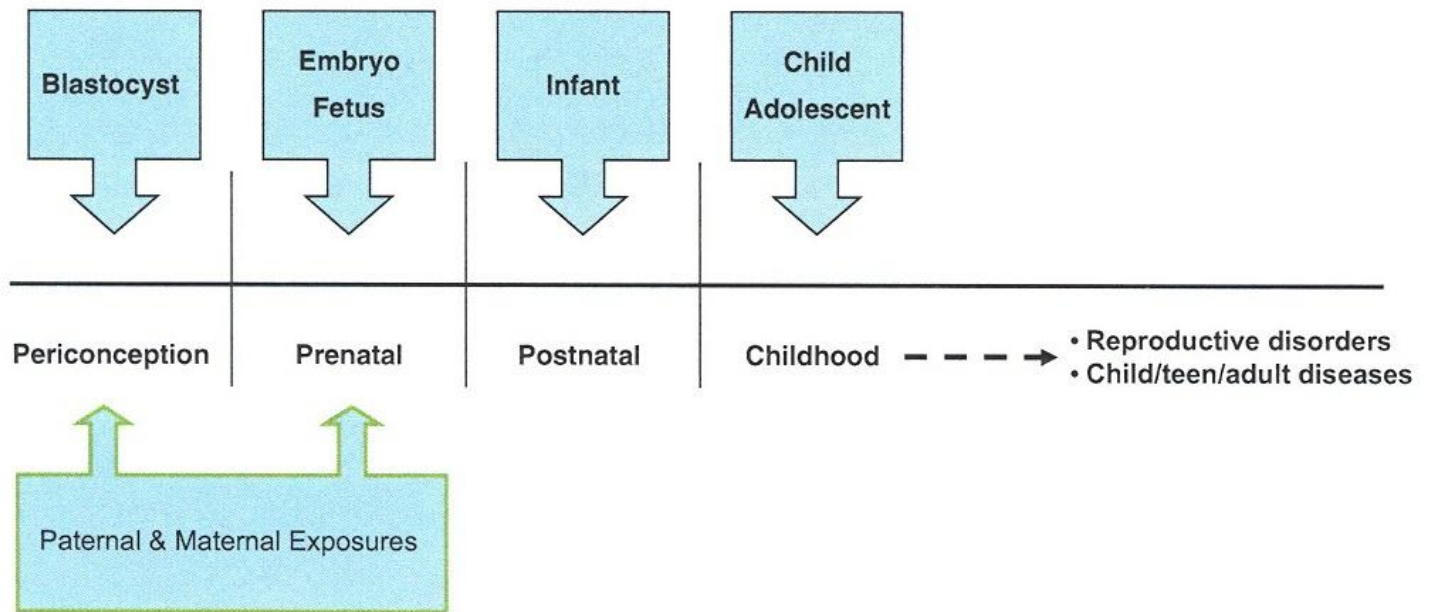 Blastocyst
Embryo
Fetus
Infant
Child
Adolescent
Periconception
Prenatal
Postnatal
Childhood
• Reproductive disorders
• Child/teen/adult diseases
Paternal & Maternal Exposures